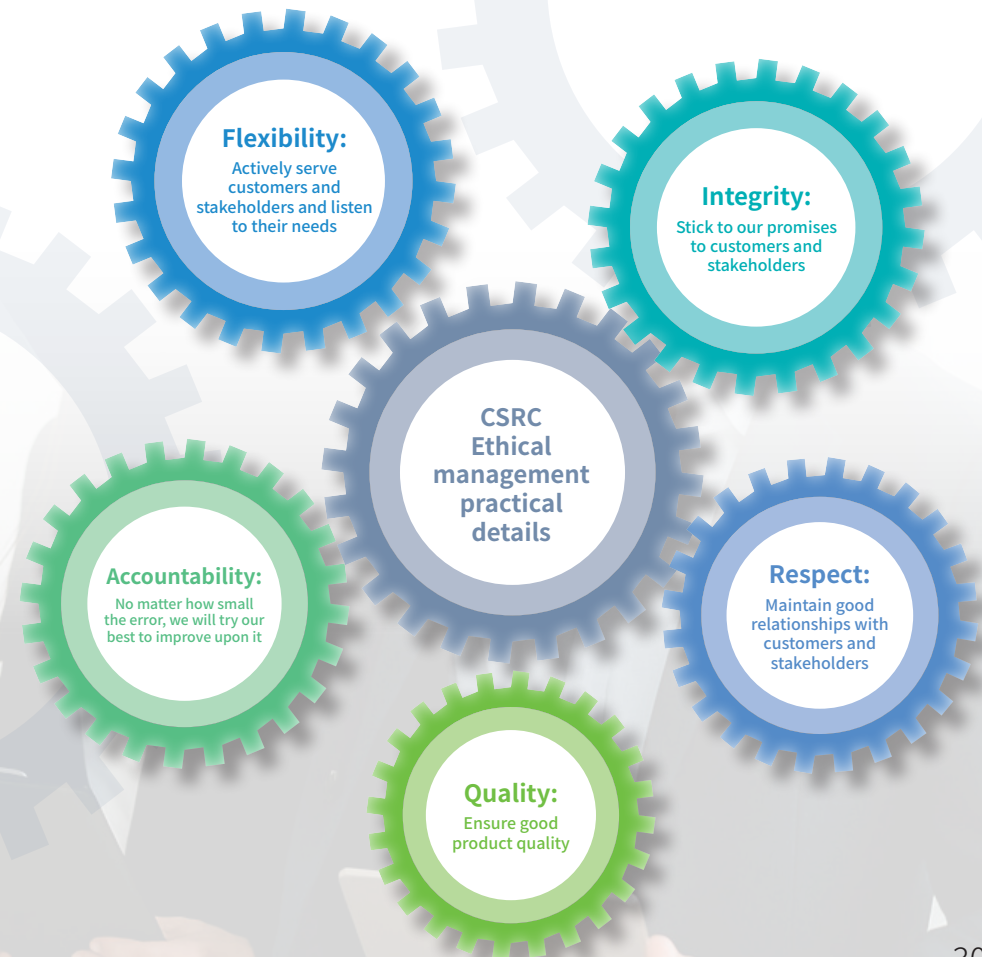 Flexibility:
Actively serve
customers and
stakeholders and listen
to their needs
Integrity:
Stick to our promises
to customers and
stakeholders
CSRC
Ethical
management
practical
details
Accountability:
No matter how small
the error, we will try our
best to improve upon it
Respect:
Maintain good
relationships with
customers and
stakeholders
Quality:
Ensure good
product quality